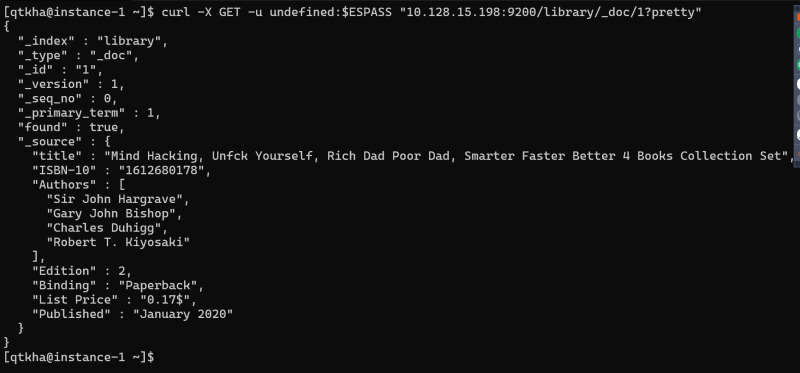 [qtkha@instance-1 ~]$ curl -X GET -u undefined:$ESPASS "10.128.15.198:9200/library/_doc/1?pretty"
{
  "_index" : "library",
  "_type" : "_doc",
  "_id" : "1",
  "_version" : 1,
  "_seq_no" : 0,
  "_primary_term" : 1,
  "found" : true,
  "_source" : {
    "title" : "Mind Hacking, Unfck Yourself, Rich Dad Poor Dad, Smarter Faster Better 4 Books Collection Set",
    "ISBN-10" : "1612680178",
    "Authors" : [
      "Sir John Hargrave",
      "Gary John Bishop",
      "Charles Duhigg",
      "Robert T. Kiyosaki"
    ],
    "Edition" : 2,
    "Binding" : "Paperback",
    "List Price" : "0.17$",
    "Published" : "January 2020"
  }
}
[qtkha@instance-1 ~]$